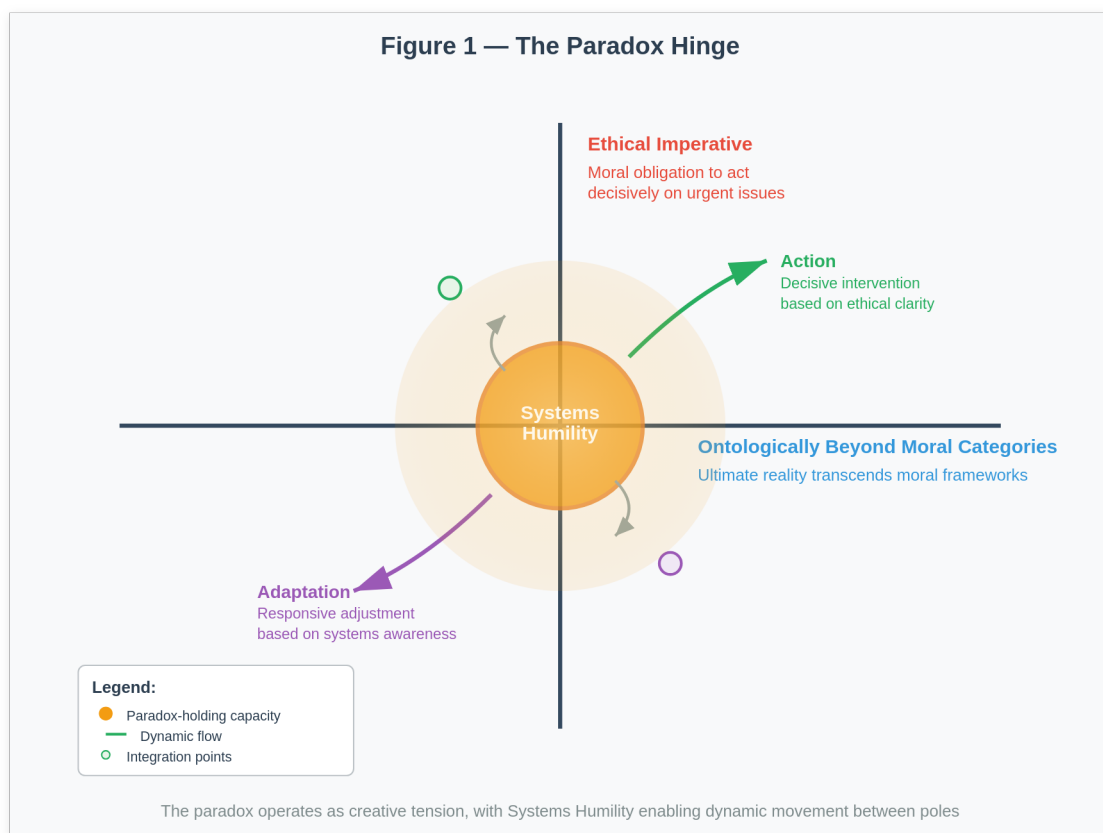 Figure 1 — The Paradox Hinge
Ethical Imperative
Moral obligation to act
decisively on urgent issues
Action
Decisive intervention
based on ethical clarity
Systems
Humility
Ontologically Beyond Moral Categories
Ultimate reality transcends moral frameworks
Adaptation
Responsive adjustment
based on systems awareness
Legend:
Paradox-holding capacity
Dynamic flow
Integration points
The paradox operates as creative tension, with Systems Humility enabling dynamic movement between poles